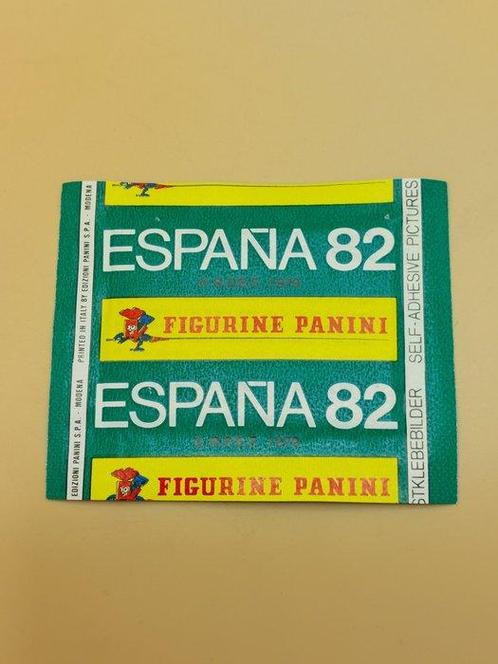 ESPAÑA 82
FIGURINE PANINI
ESPAÑA 82
FIGURINE PANINI
EDIZIONI PANINI S.P.A. - MODENA
PRINTED IN ITALY BY EDIZIONI PANINI S.P.A. - MODENA
STKLEBEBILDER
SELF-ADHESIVE PICTURES